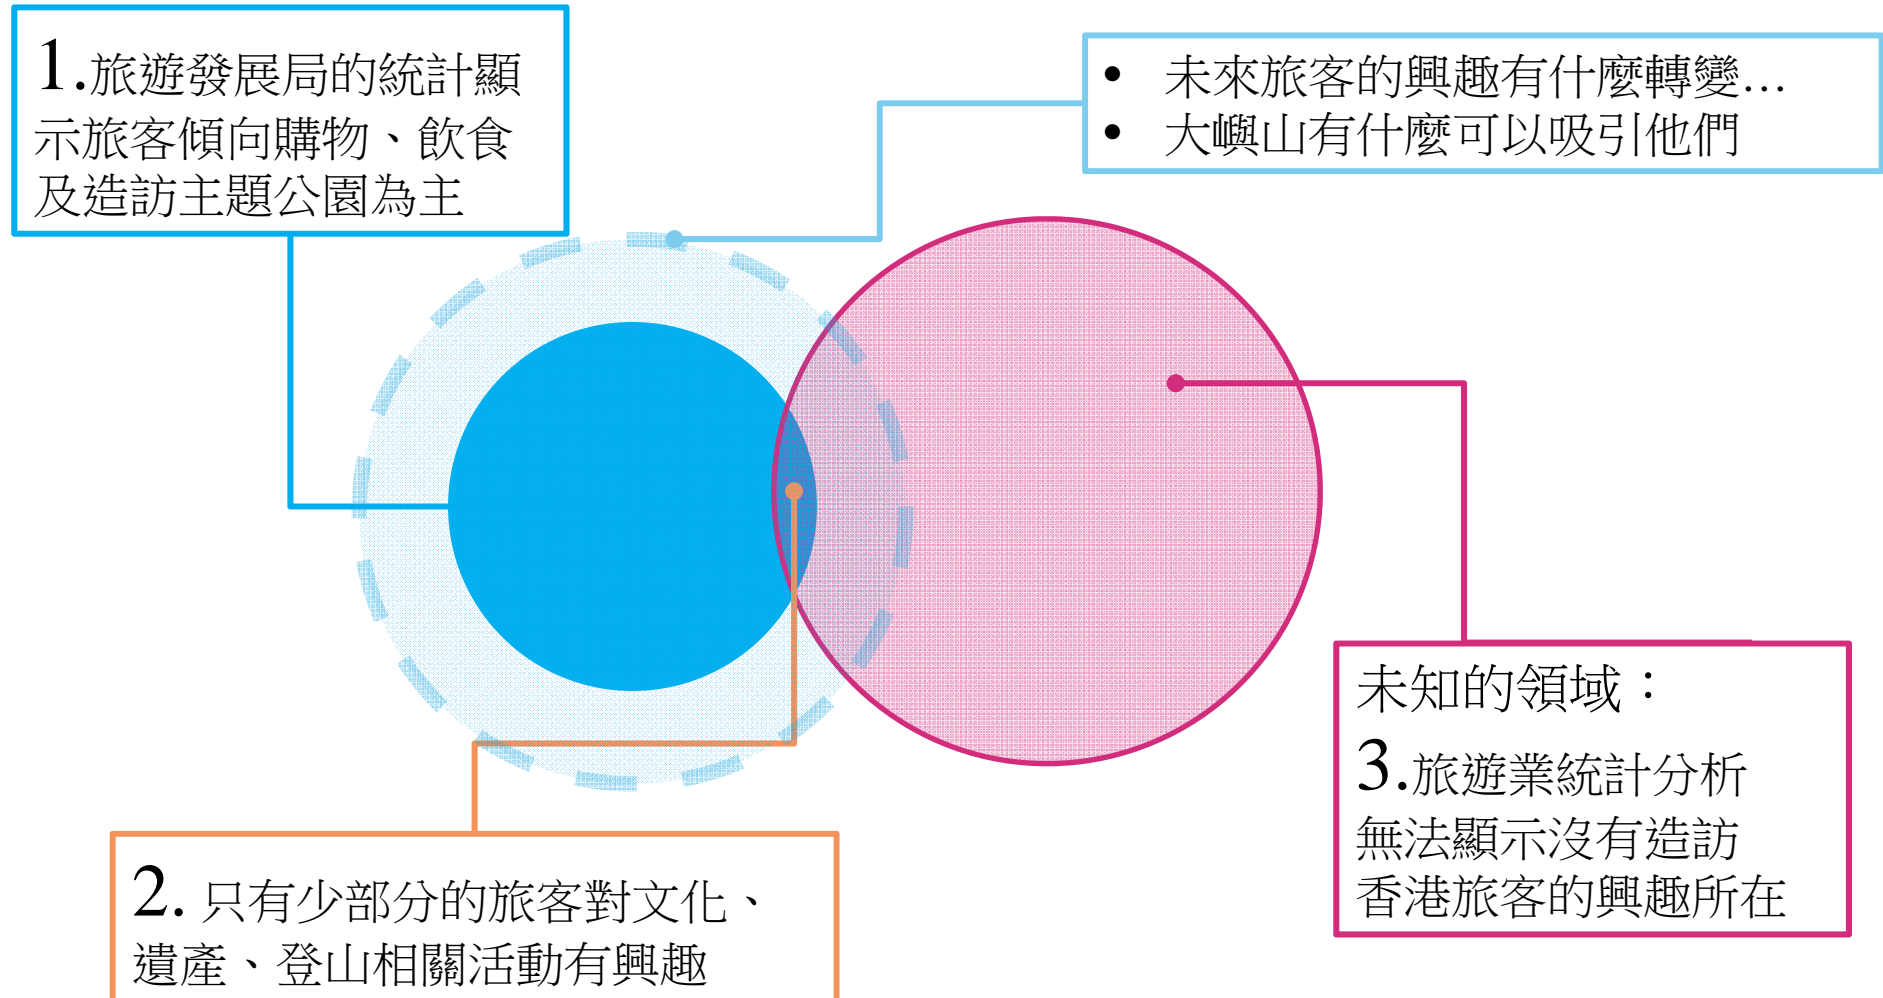 1.旅遊發展局的統計顯
示旅客傾向購物、飲食
及造訪主題公園為主
• 未來旅客的興趣有什麼轉變...
• 大嶼山有什麼可以吸引他們
2. 只有少部分的旅客對文化、
遺產、登山相關活動有興趣
未知的領域：
3.旅遊業統計分析
無法顯示沒有造訪
香港旅客的興趣所在